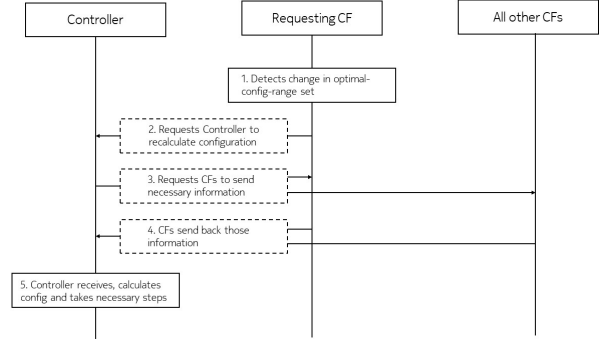 Controller
Requesting CF
All other CFs
1. Detects change in optimal-
config-range set
2. Requests Controller to
recalculate configuration
3. Requests CFs to send
necessary information
4. CFs send back those
information
5. Controller receives, calculates
config and takes necessary steps